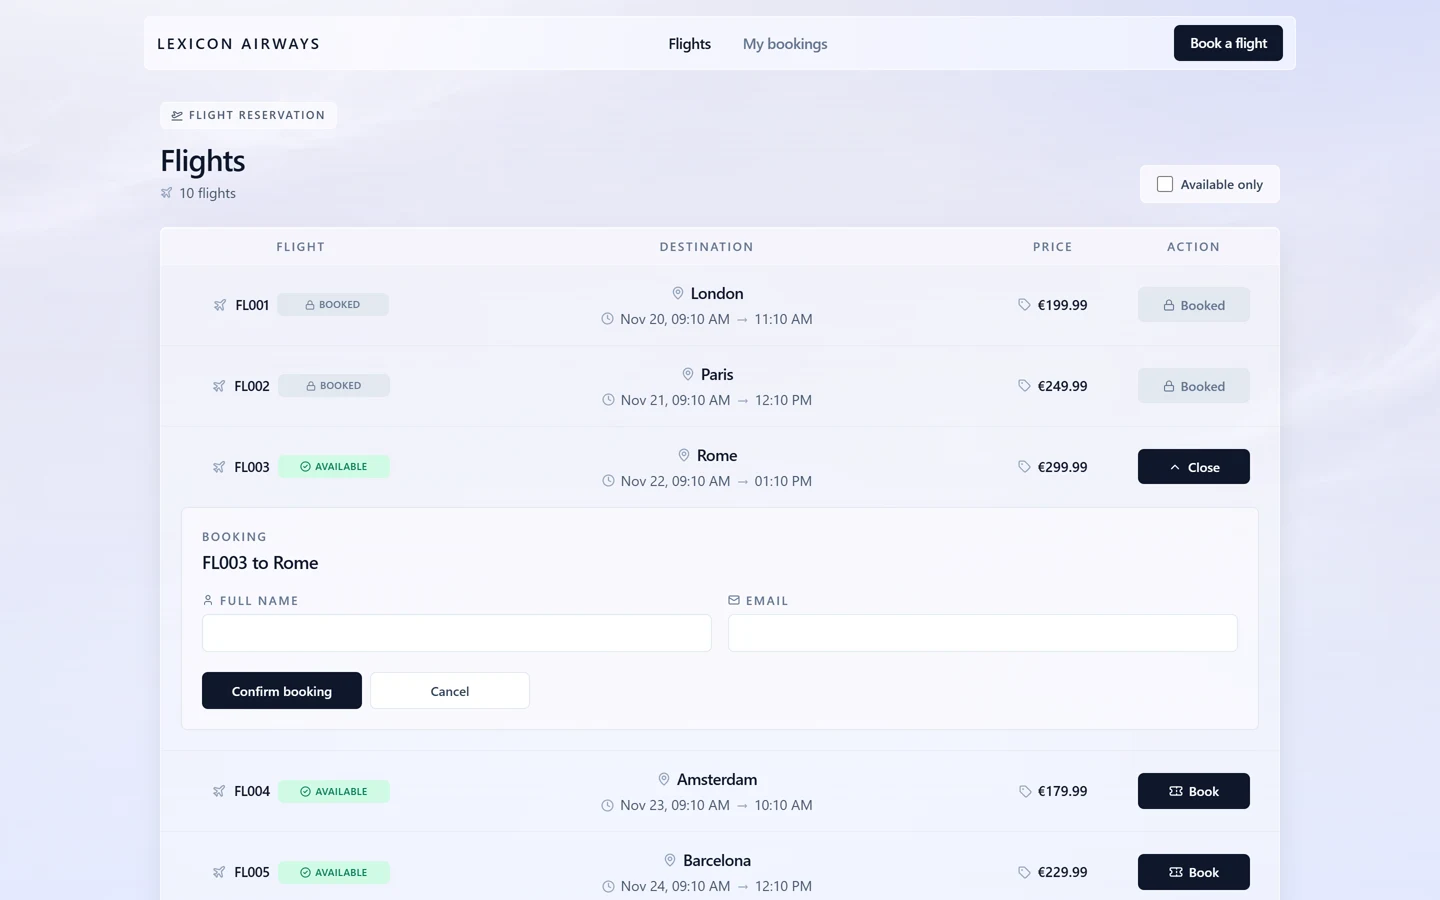 LEXICON AIRWAYS
Flights
My bookings
Book a flight
FLIGHT RESERVATION
Flights
10 flights
Available only
FLIGHT DESTINATION PRICE ACTION
FL001 BOOKED London €199.99 Booked
Nov 20, 09:10 AM → 11:10 AM
FL002 BOOKED Paris €249.99 Booked
Nov 21, 09:10 AM → 12:10 PM
FL003 AVAILABLE Rome €299.99 Close
Nov 22, 09:10 AM → 01:10 PM
BOOKING
FL003 to Rome
FULL NAME
EMAIL
Confirm booking
Cancel
FL004 AVAILABLE Amsterdam €179.99 Book
Nov 23, 09:10 AM → 10:10 AM
FL005 AVAILABLE Barcelona €229.99 Book
Nov 24, 09:10 AM → 12:10 PM